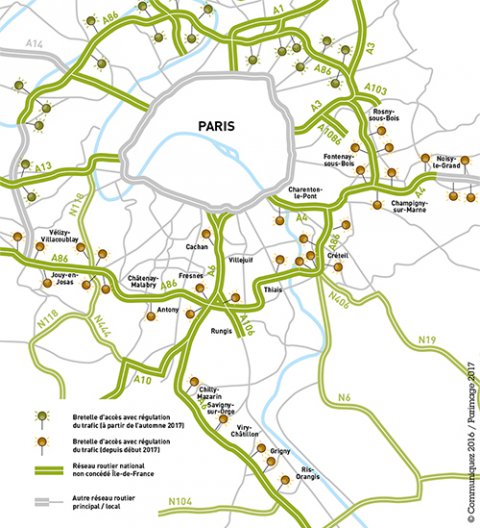 A86
A1
A3
A14
A86
A103
A3
Rosny-
sous-Bois
PARIS
A1086
Fontenay-
sous-Bois
Noisy-
le-Grand
A13
Charenton-
le-Pont
A4
N118
Champigny-
sur-Marne
A4
Vélizy-
Villacoublay
Cachan
A86
A86
A6
Villejuif
Créteil
Jouy-en-
Josas
Châtenay-
Malabry
Fresnes
A86
Thiais
N406
Antony
N118
N444
Rungis
A106
N19
A10
A6
N6
Chilly-
Mazarin
Savigny-
sur-Orge
Bretelle d'accès avec régulation
du trafic (à partir de l'automne 2017)
Viry-
Châtillon
Bretelle d'accès avec régulation
du trafic (depuis début 2017)
Grigny
Réseau routier national
non concédé Île-de-France
Ris-
Orangis
Autre réseau routier
principal / local
N104
© Communiquez 2016 / Parimage 2017